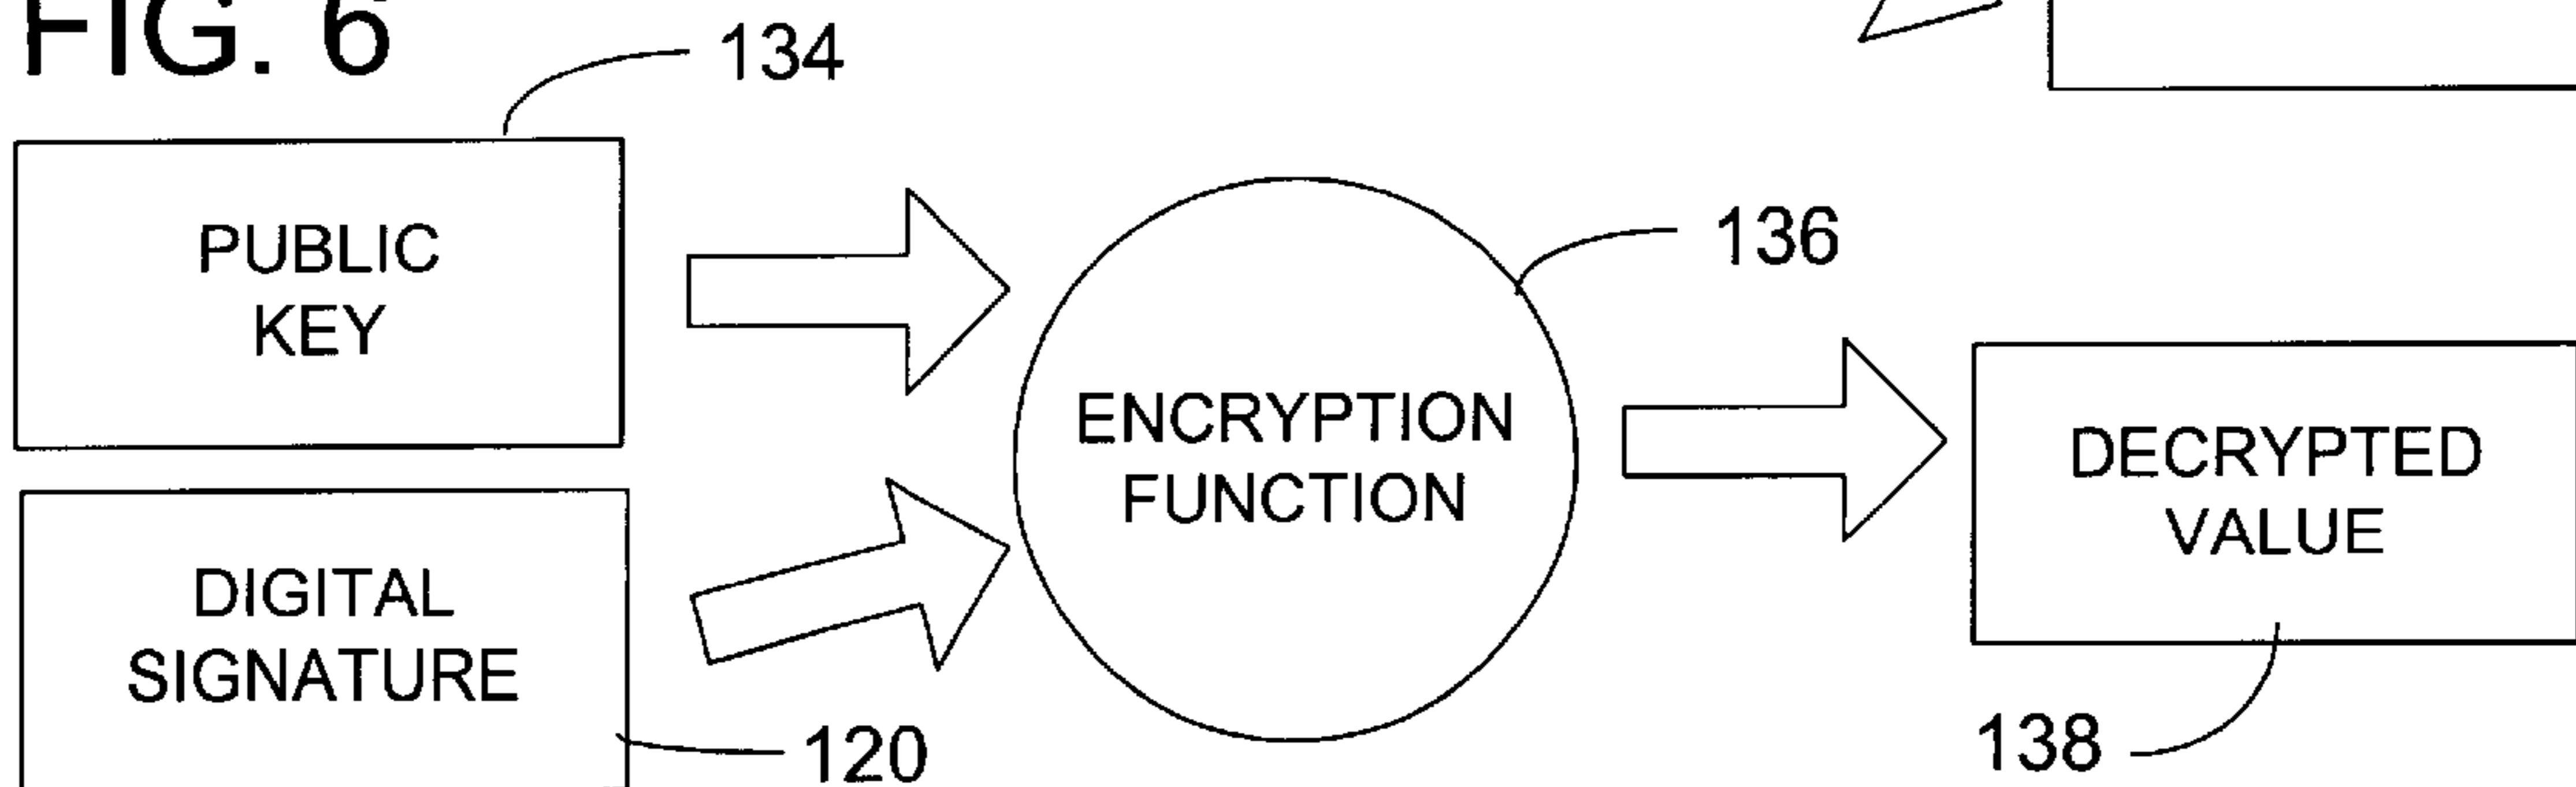 FIG. 6
134
PUBLIC
KEY
136
ENCRYPTION
FUNCTION
DECRYPTED
VALUE
DIGITAL
SIGNATURE
120
138